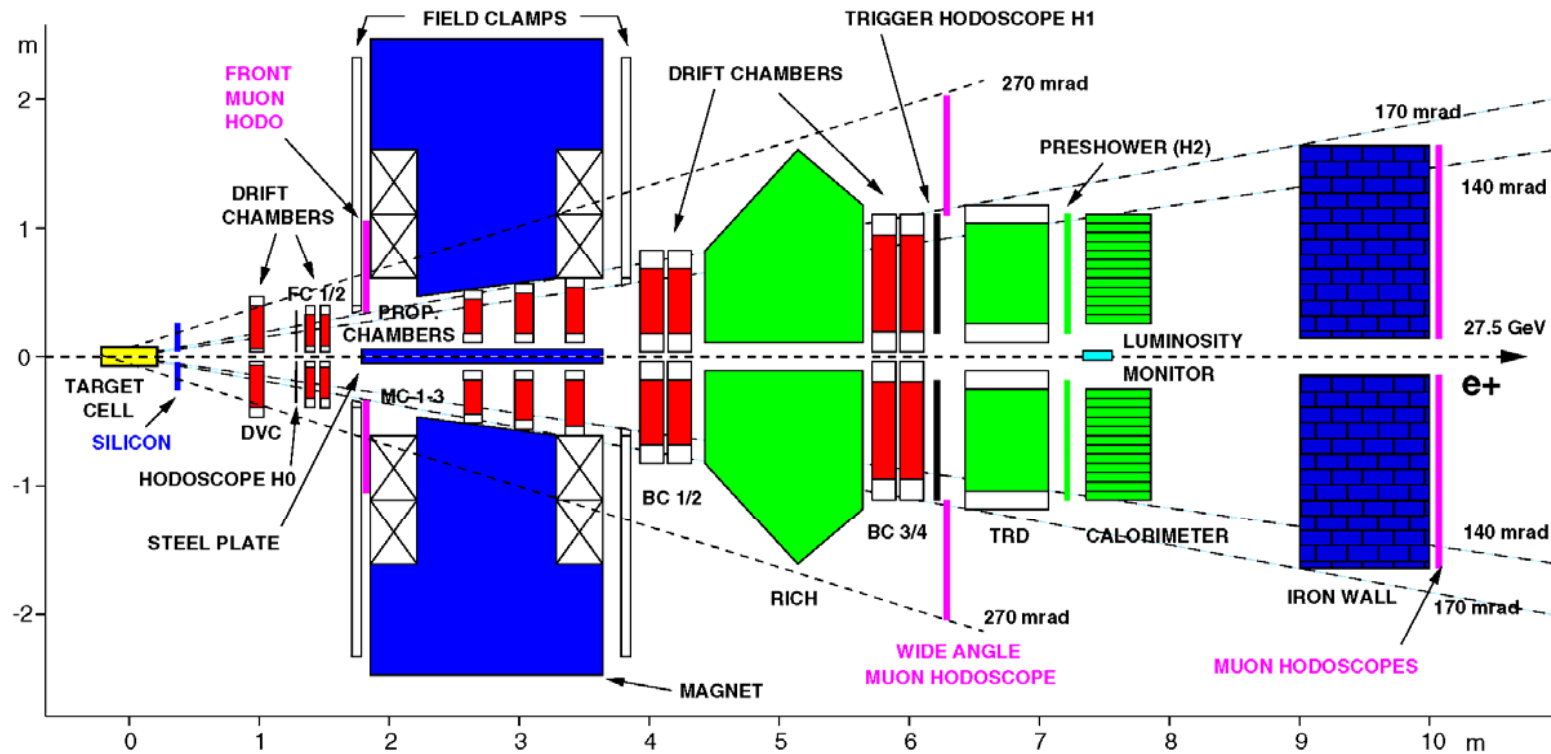 FIELD CLAMPS
TRIGGER HODOSCOPE H1
m
FRONT
MUON
HODO
DRIFT CHAMBERS
270 mrad
170 mrad
2
PRESHOWER (H2)
140 mrad
DRIFT
CHAMBERS
1
FC 1/2
PROP.
CHAMBERS
27.5 GeV
0
LUMINOSITY
MONITOR
e+
TARGET
CELL
MC 1-3
SILICON
DVC
HODOSCOPE H0
-1
BC 1/2
STEEL PLATE
BC 3/4
TRD
CALORIMETER
140 mrad
RICH
IRON WALL
170 mrad
-2
270 mrad
WIDE ANGLE
MUON HODOSCOPE
MUON HODOSCOPES
MAGNET
0 1 2 3 4 5 6 7 8 9 10 m